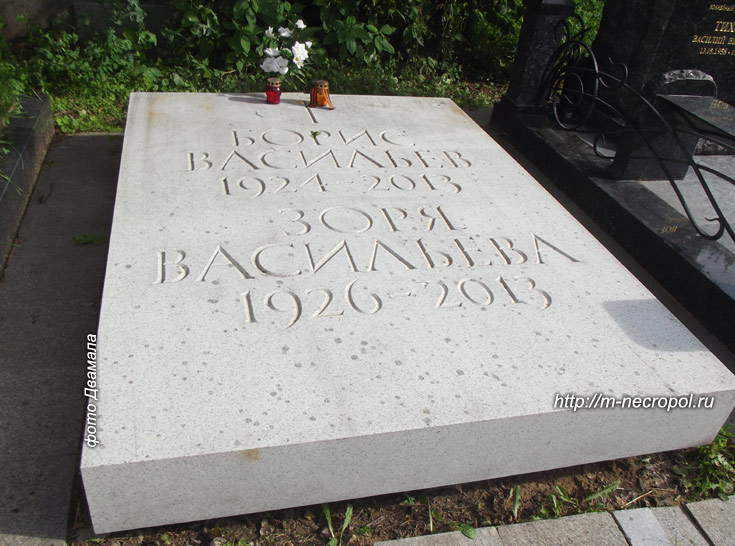 БОРИС
ВАСИЛЬЕВ
1924-2013
ЗОРЯ
ВАСИЛЬЕВА
1926-2013
фото Двамала
http://m-necropol.ru